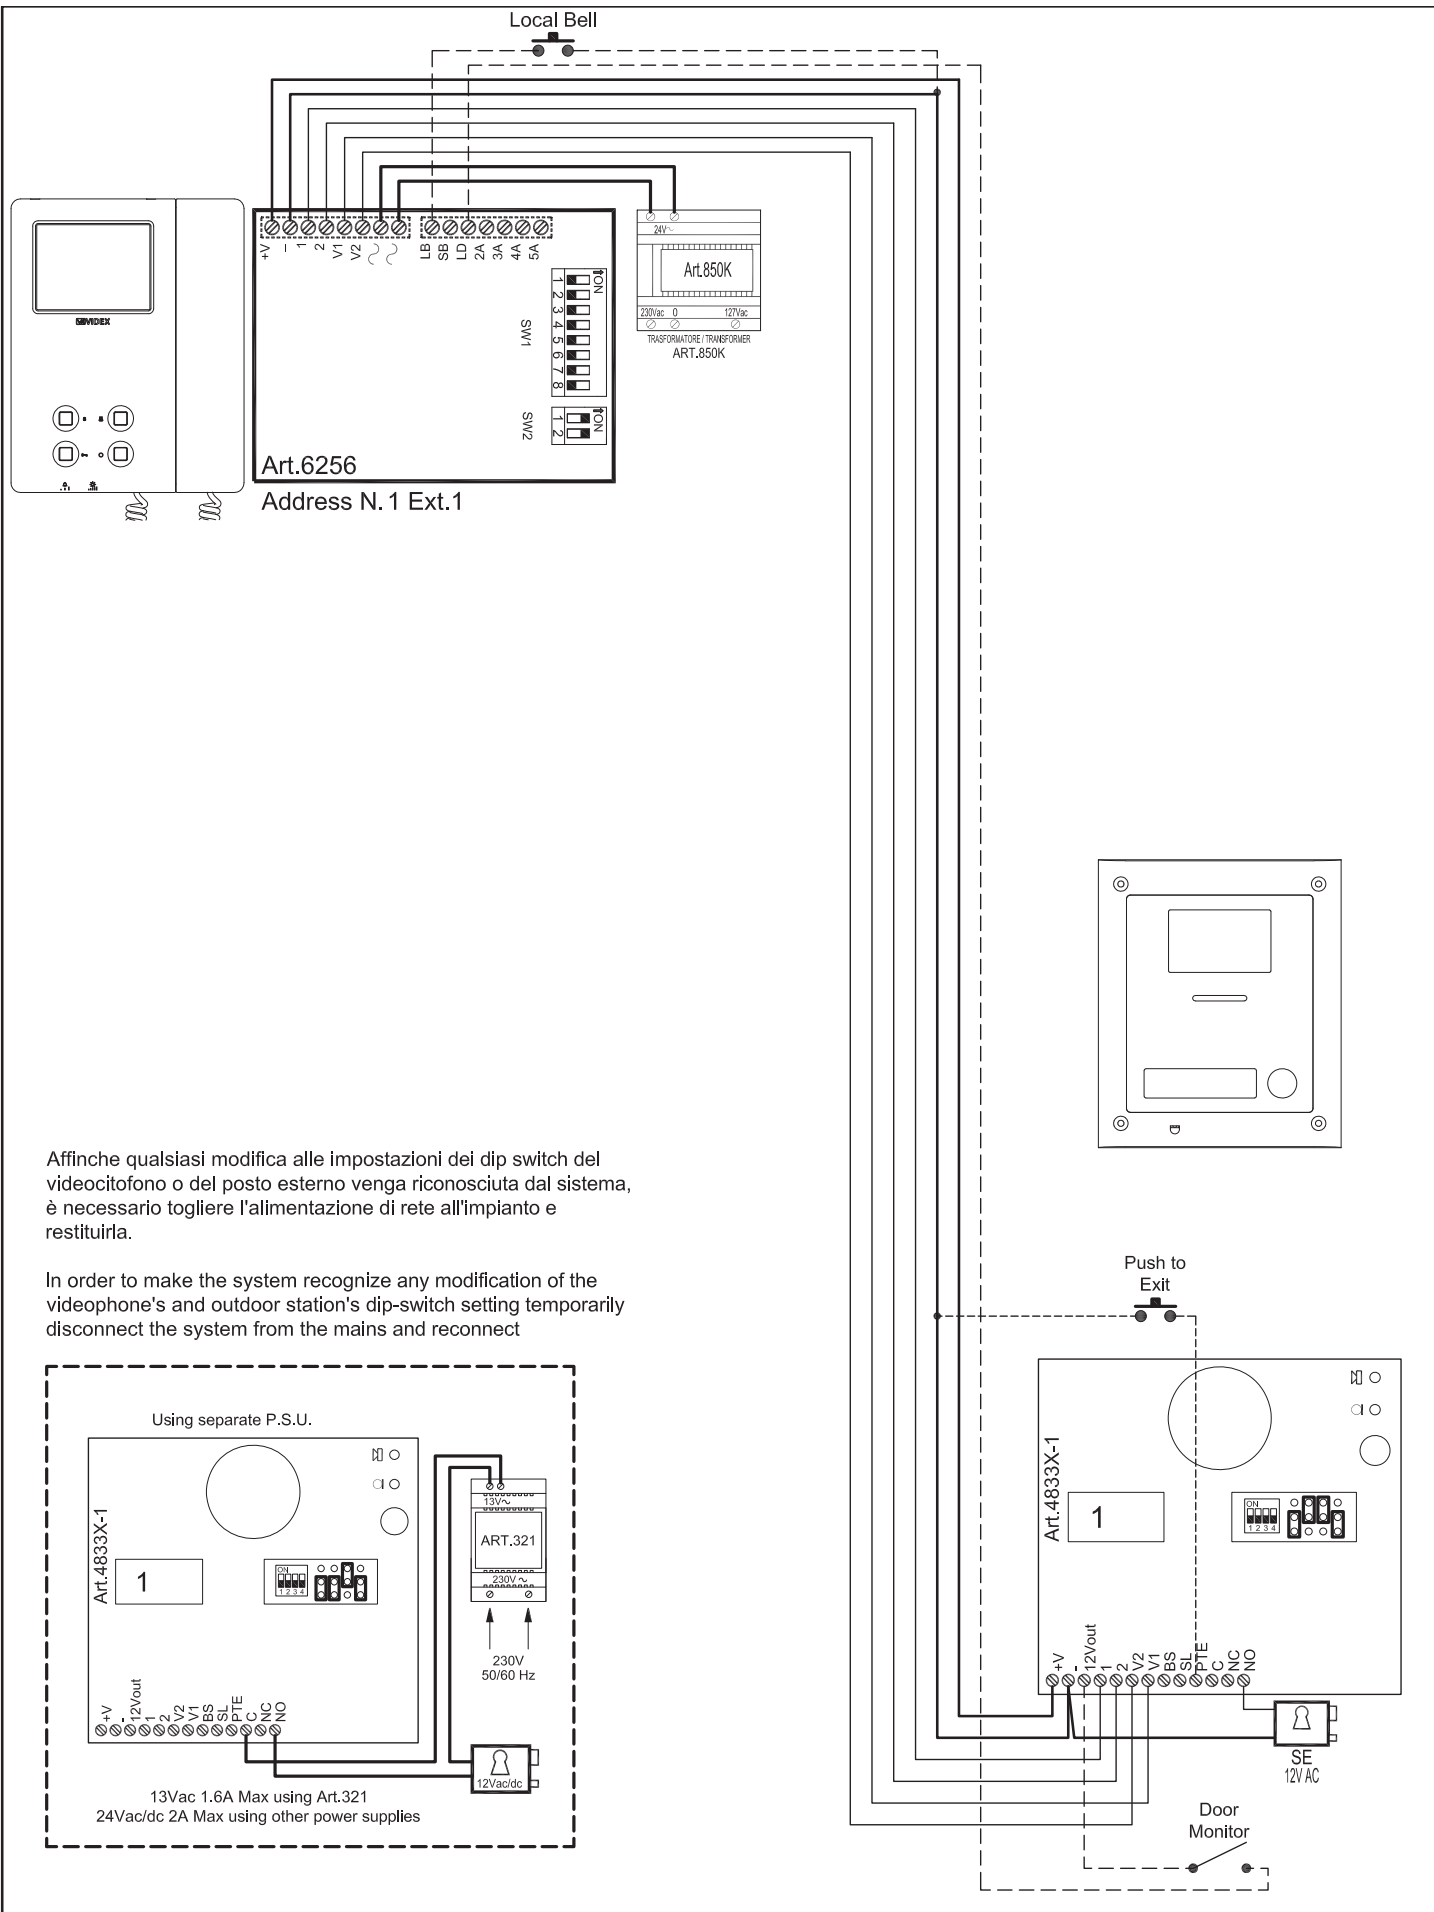 Local Bell
+V
–
1
2
V1
V2
LB
SB
LD
2A
3A
4A
5A
24V~
Art.850K
230Vac 0 127Vac
TRASFORMATORE / TRANSFORMER
ART.850K
VIDEX
SW1
1 2 3 4 5 6 7 8
ON
SW2
1 2
ON
Art.6256
Address N. 1 Ext.1
Affinche qualsiasi modifica alle impostazioni dei dip switch del
videocitofono o del posto esterno venga riconosciuta dal sistema,
è necessario togliere l'alimentazione di rete all'impianto e
restituirla.
In order to make the system recognize any modification of the
videophone's and outdoor station's dip-switch setting temporarily
disconnect the system from the mains and reconnect
Using separate P.S.U.
Art.4833X-1
1
ON
1 2 3 4
13V~
ART.321
230V ~
230V
50/60 Hz
+V
-
12Vout
1
2
V2
V1
BS
SL
PTE
C
NC
NO
12Vac/dc
13Vac 1.6A Max using Art.321
24Vac/dc 2A Max using other power supplies
Push to
Exit
Art.4833X-1
1
ON
1 2 3 4
+V
-
12Vout
1
2
V2
V1
BS
SL
PTE
C
NC
NO
SE
12V AC
Door
Monitor